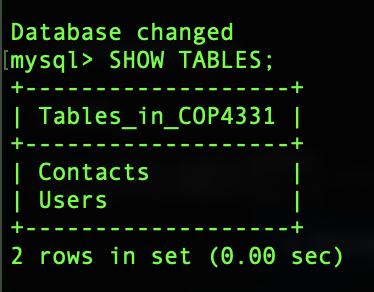 Database changed
[mysql> SHOW TABLES;
+-------------------+
| Tables_in_COP4331 |
+-------------------+
| Contacts          |
| Users             |
+-------------------+
2 rows in set (0.00 sec)